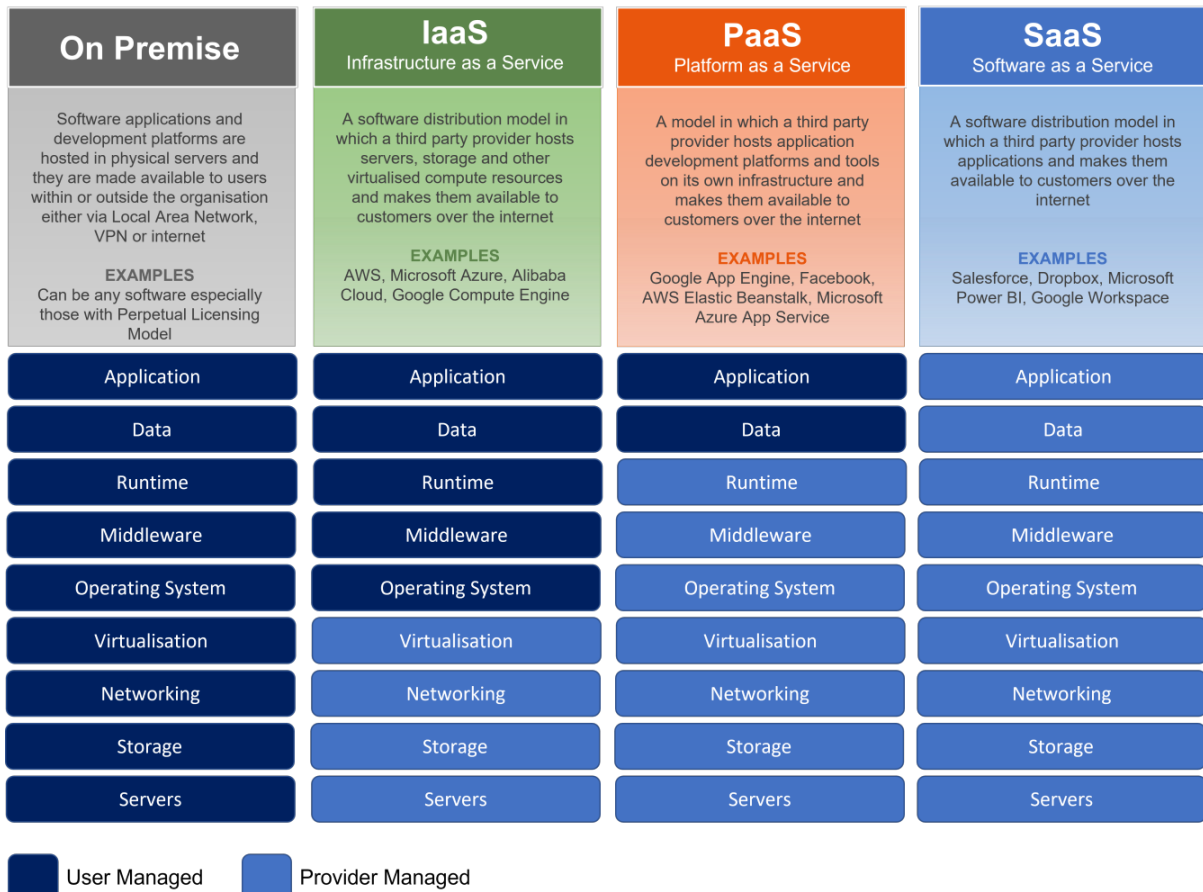 On Premise
Software applications and
development platforms are
hosted in physical servers and
they are made available to users
within or outside the organisation
either via Local Area Network,
VPN or internet
EXAMPLES
Can be any software especially
those with Perpetual Licensing
Model
IaaS
Infrastructure as a Service
A software distribution model in
which a third party provider hosts
servers, storage and other
virtualised compute resources
and makes them available to
customers over the internet
EXAMPLES
AWS, Microsoft Azure, Alibaba
Cloud, Google Compute Engine
PaaS
Platform as a Service
A model in which a third party
provider hosts application
development platforms and tools
on its own infrastructure and
makes them available to
customers over the internet
EXAMPLES
Google App Engine, Facebook,
AWS Elastic Beanstalk, Microsoft
Azure App Service
SaaS
Software as a Service
A software distribution model in
which a third party provider hosts
applications and makes them
available to customers over the
internet
EXAMPLES
Salesforce, Dropbox, Microsoft
Power BI, Google Workspace
Application Application Application Application
Data Data Data Data
Runtime Runtime Runtime Runtime
Middleware Middleware Middleware Middleware
Operating System Operating System Operating System Operating System
Virtualisation Virtualisation Virtualisation Virtualisation
Networking Networking Networking Networking
Storage Storage Storage Storage
Servers Servers Servers Servers
User Managed Provider Managed